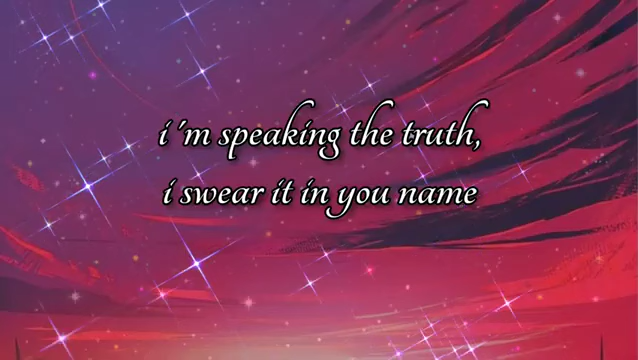 i ´m speaking the truth,
i swear it in you name